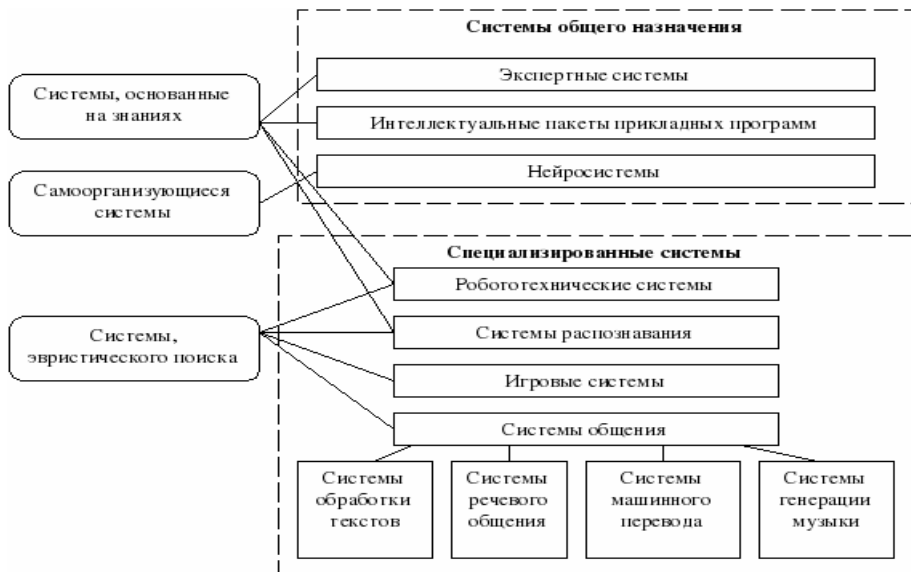 Системы общего назначения
Экспертные системы
Системы, основанные
на знаниях
Интеллектуальные пакеты прикладных программ
Нейросистемы
Самоорганизующиеся
системы
Специализированные системы
Робототехнические системы
Системы,
эвристического поиска
Системы распознавания
Игровые системы
Системы общения
Системы
обработки
текстов
Системы
речевого
общения
Системы
машинного
перевода
Системы
генерации
музыки